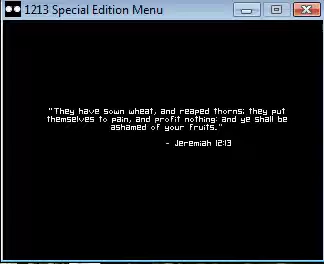 1213 Special Edition Menu
"They have sown wheat, and reaped thorns; they put
themselves to pain, and profit nothing: and ye shall be
ashamed of your fruits."
- Jeremiah 12:13